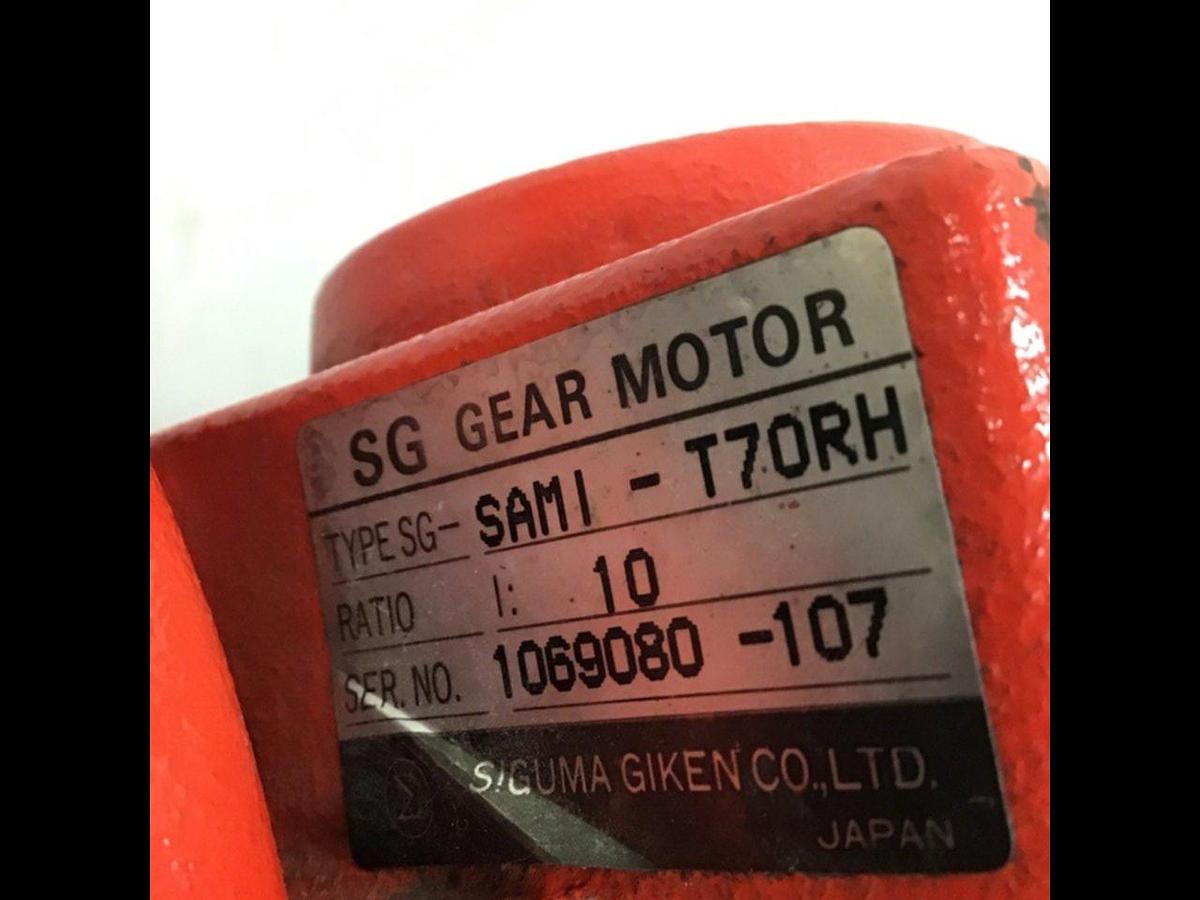 SG GEAR MOTOR
TYPE SG- SAMI - T70RH
RATIO 1: 10
SER. NO. 1069080 -107
SIGUMA GIKEN CO.,LTD.
JAPAN